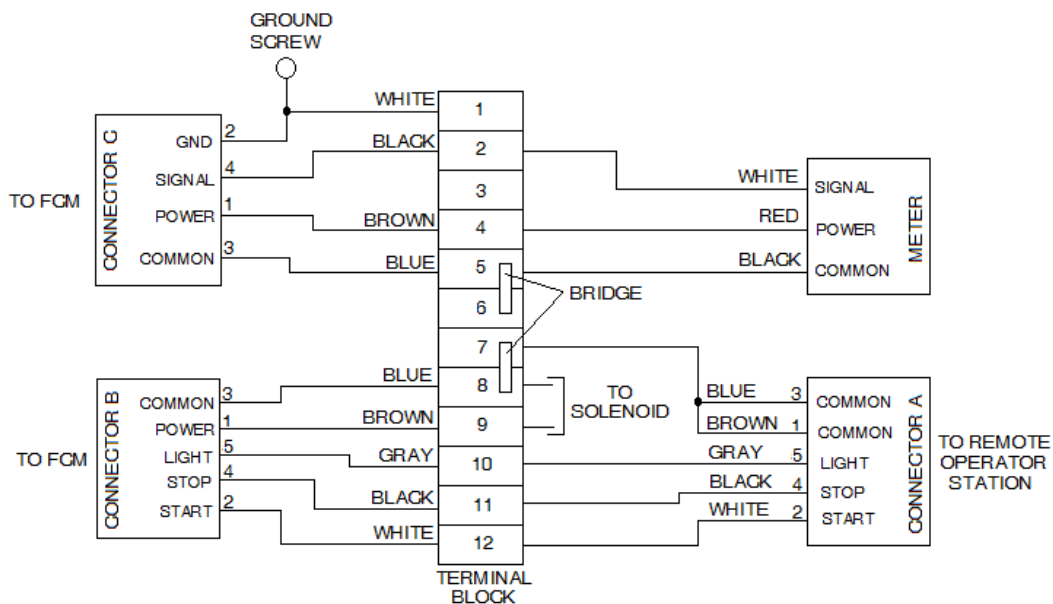 GROUND
SCREW
TO FCM
CONNECTOR C
GND
2
SIGNAL
4
POWER
1
COMMON
3
WHITE
BLACK
BROWN
BLUE
1
2
3
4
5
6
7
8
9
10
11
12
WHITE
RED
BLACK
SIGNAL
POWER
COMMON
METER
BRIDGE
TO FCM
CONNECTOR B
COMMON
3
POWER
1
LIGHT
5
STOP
4
START
2
BLUE
BROWN
GRAY
BLACK
WHITE
TO
SOLENOID
BLUE
3
COMMON
BROWN
1
COMMON
GRAY
5
LIGHT
BLACK
4
STOP
WHITE
2
START
CONNECTOR A
TO REMOTE
OPERATOR
STATION
TERMINAL
BLOCK